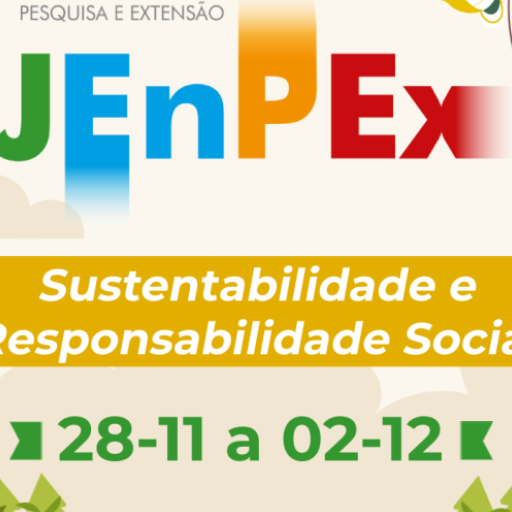 PESQUISA E EXTENSÃO
JEnPEx
Sustentabilidade e
Responsabilidade Social
28-11 a 02-12